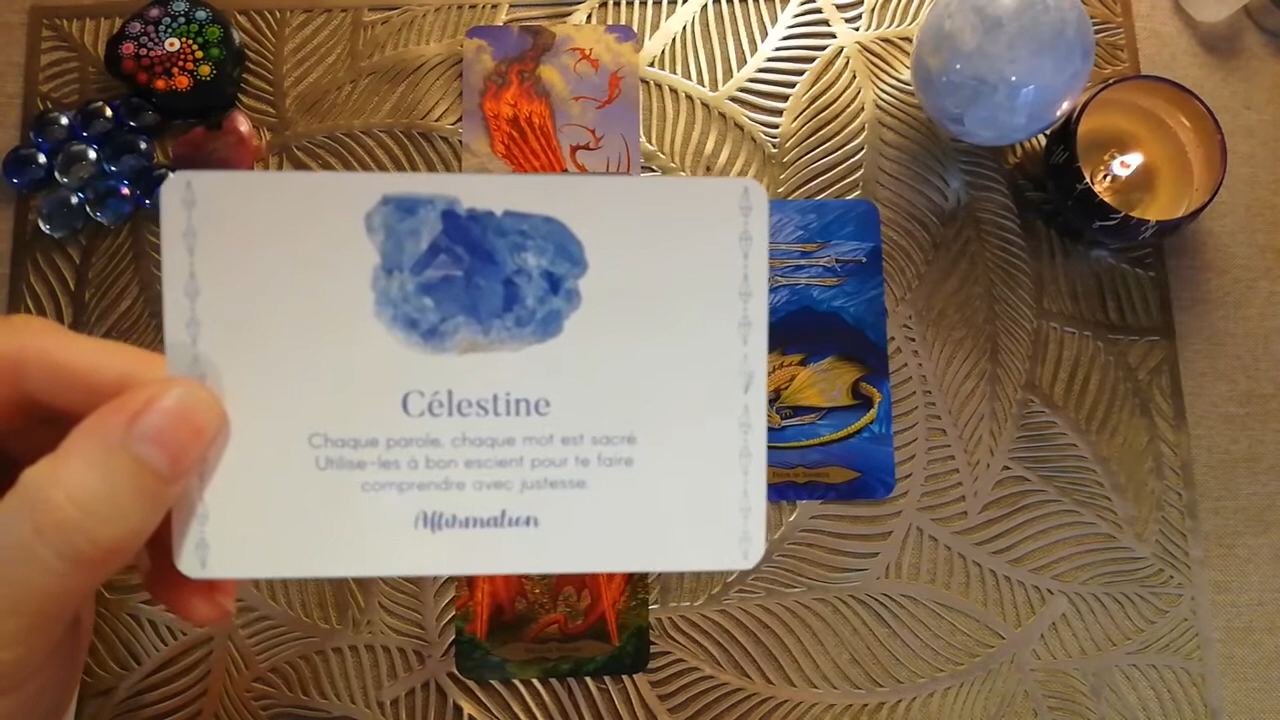 Célestine
Chaque parole, chaque mot est sacré
Utilise-les à bon escient pour te faire
comprendre avec justesse.
Affirmation